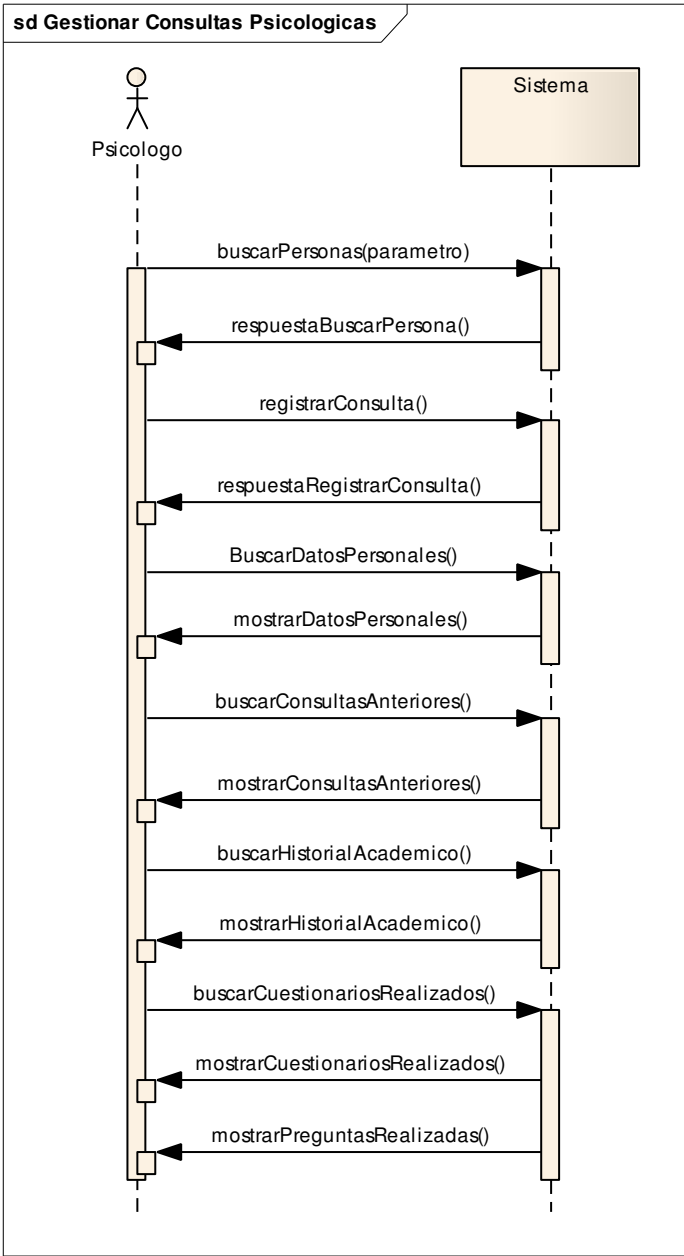 sd Gestionar Consultas Psicologicas
Psicologo
Sistema
buscarPersonas(parametro)
respuestaBuscarPersona()
registrarConsulta()
respuestaRegistrarConsulta()
BuscarDatosPersonales()
mostrarDatosPersonales()
buscarConsultasAnteriores()
mostrarConsultasAnteriores()
buscarHistorialAcademico()
mostrarHistorialAcademico()
buscarCuestionariosRealizados()
mostrarCuestionariosRealizados()
mostrarPreguntasRealizadas()